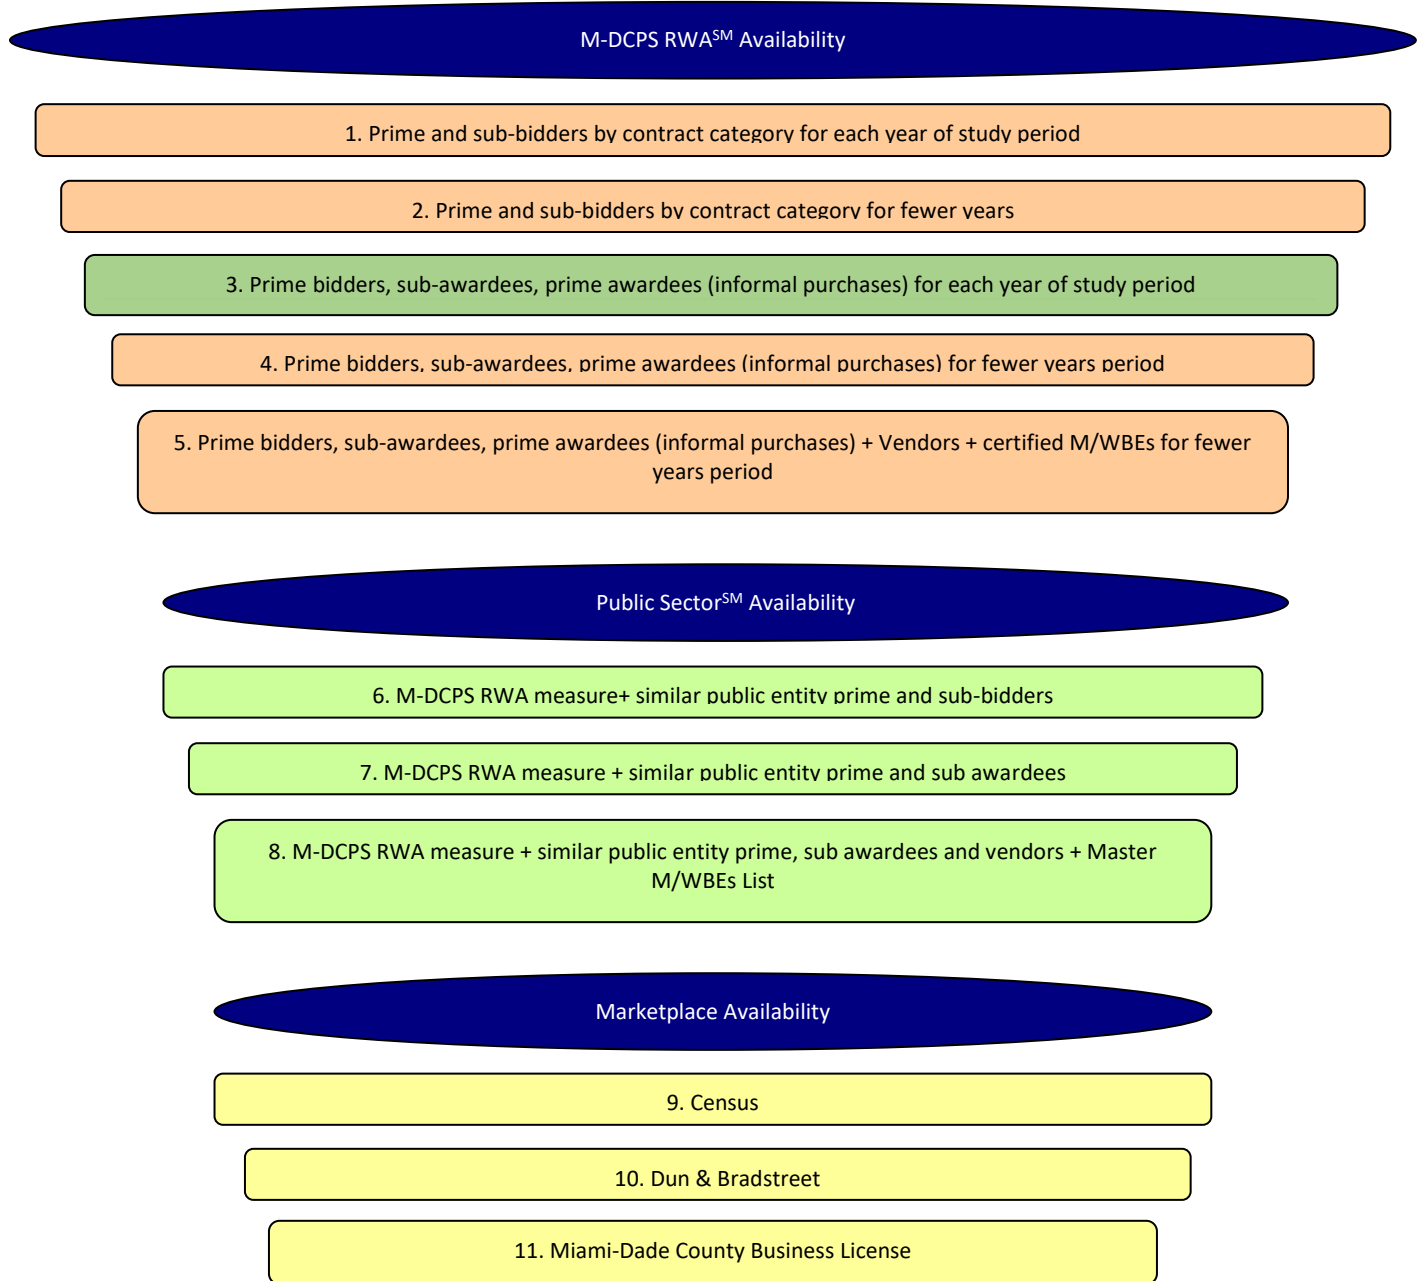 M-DCPS RWASM Availability
1. Prime and sub-bidders by contract category for each year of study period
2. Prime and sub-bidders by contract category for fewer years
3. Prime bidders, sub-awardees, prime awardees (informal purchases) for each year of study period
4. Prime bidders, sub-awardees, prime awardees (informal purchases) for fewer years period
5. Prime bidders, sub-awardees, prime awardees (informal purchases) + Vendors + certified M/WBEs for fewer
years period
Public SectorSM Availability
6. M-DCPS RWA measure+ similar public entity prime and sub-bidders
7. M-DCPS RWA measure + similar public entity prime and sub awardees
8. M-DCPS RWA measure + similar public entity prime, sub awardees and vendors + Master
M/WBEs List
Marketplace Availability
9. Census
10. Dun & Bradstreet
11. Miami-Dade County Business License